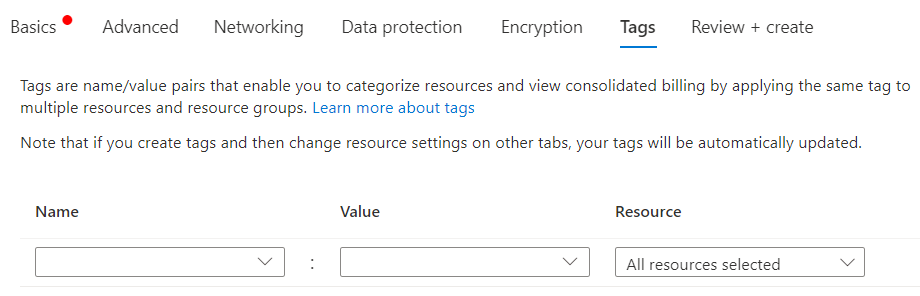 Basics Advanced Networking Data protection Encryption Tags Review + create
Tags are name/value pairs that enable you to categorize resources and view consolidated billing by applying the same tag to
multiple resources and resource groups. Learn more about tags
Note that if you create tags and then change resource settings on other tabs, your tags will be automatically updated.
Name Value Resource
: All resources selected